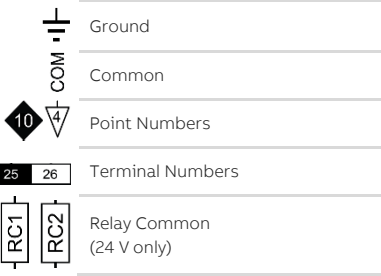 Ground
COM Common
10 4 Point Numbers
25 26 Terminal Numbers
RC1 RC2 Relay Common
(24 V only)